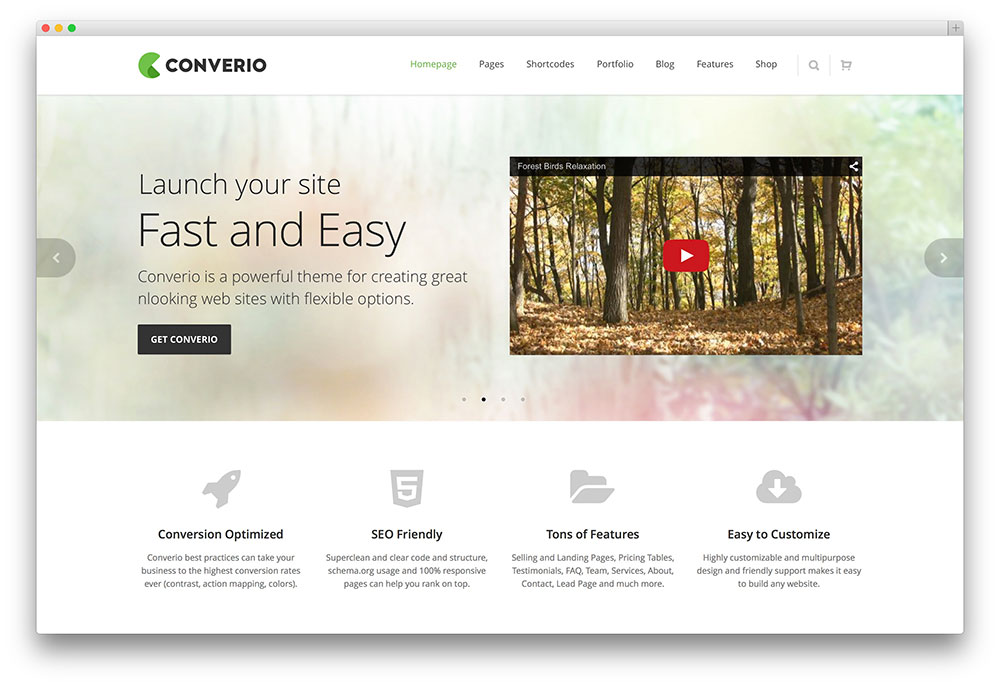 CONVERIO
Homepage Pages Shortcodes Portfolio Blog Features Shop
Launch your site
Fast and Easy
Converio is a powerful theme for creating great
nlooking web sites with flexible options.
GET CONVERIO
Forest Birds Relaxation
Conversion Optimized
Converio best practices can take your
business to the highest conversion rates
ever (contrast, action mapping, colors).
SEO Friendly
Superclean and clear code and structure,
schema.org usage and 100% responsive
pages can help you rank on top.
Tons of Features
Selling and Landing Pages, Pricing Tables,
Testimonials, FAQ, Team, Services, About,
Contact, Lead Page and much more.
Easy to Customize
Highly customizable and multipurpose
design and friendly support makes it easy
to build any website.